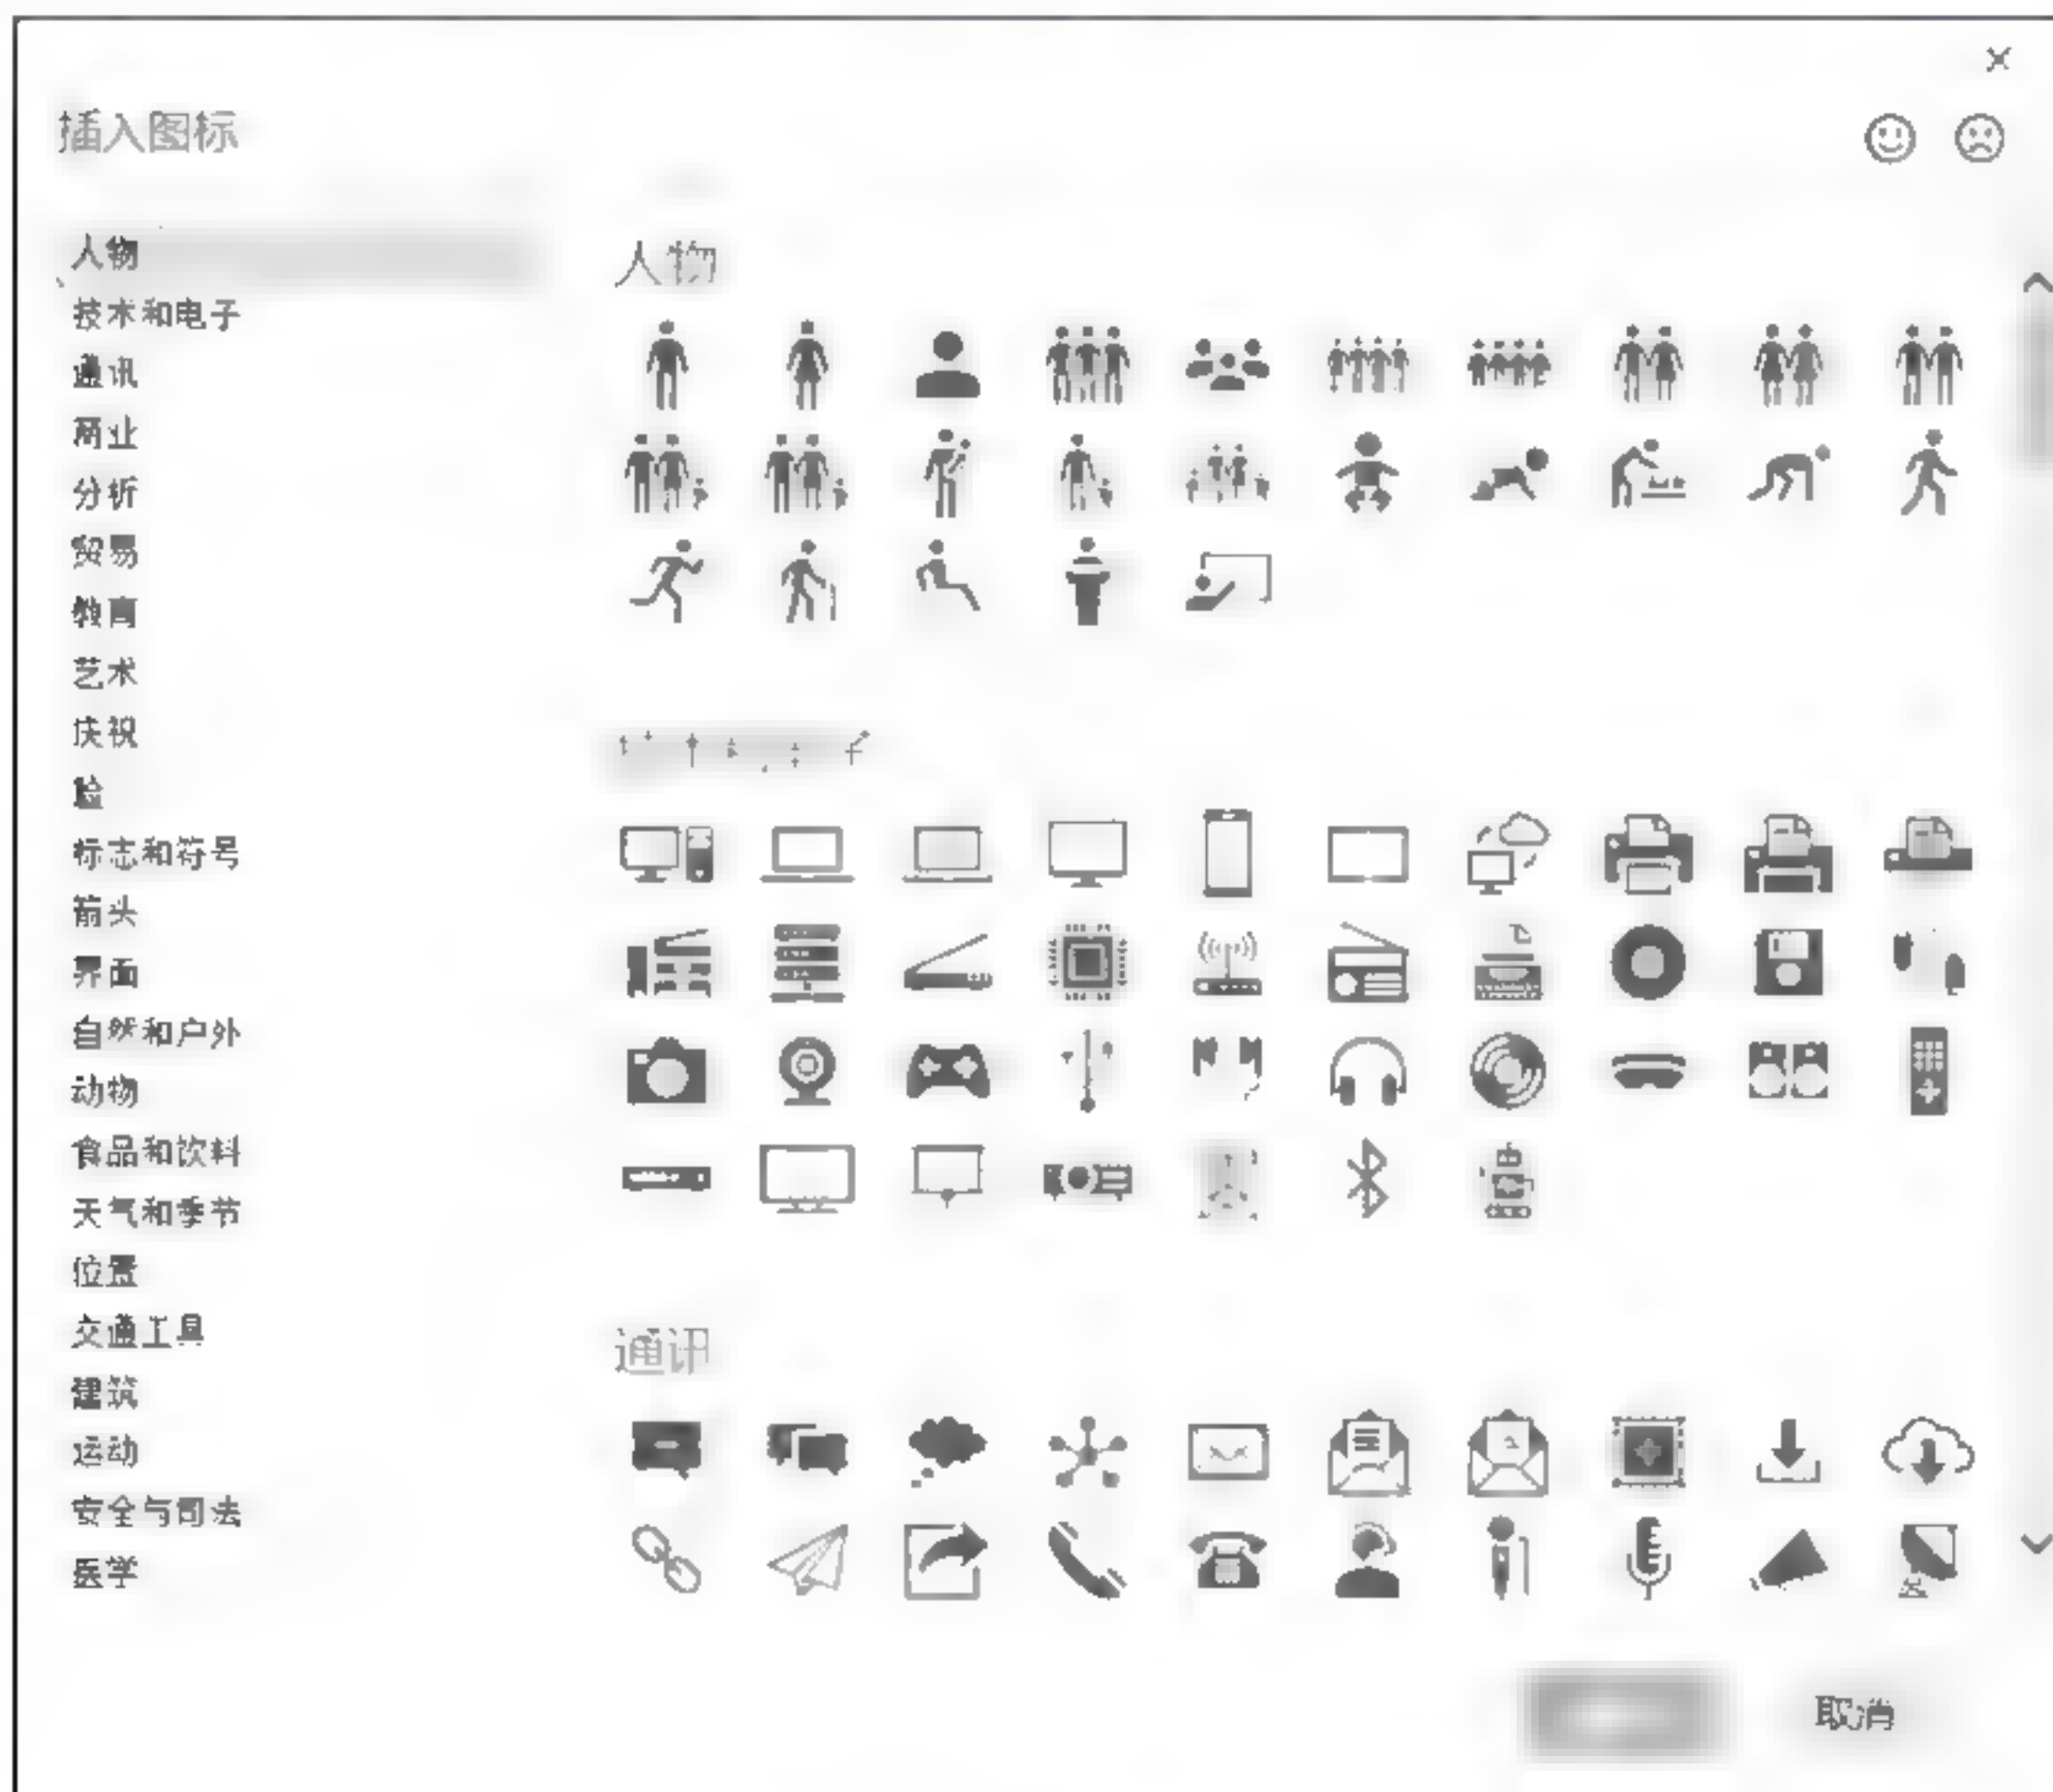 插入图标
人物
技术和电子
通讯
商业
分析
贸易
教育
艺术
庆祝
脸
标志和符号
箭头
界面
自然和户外
动物
食品和饮料
天气和季节
位置
交通工具
建筑
运动
安全与司法
医学
人物
通讯
取消